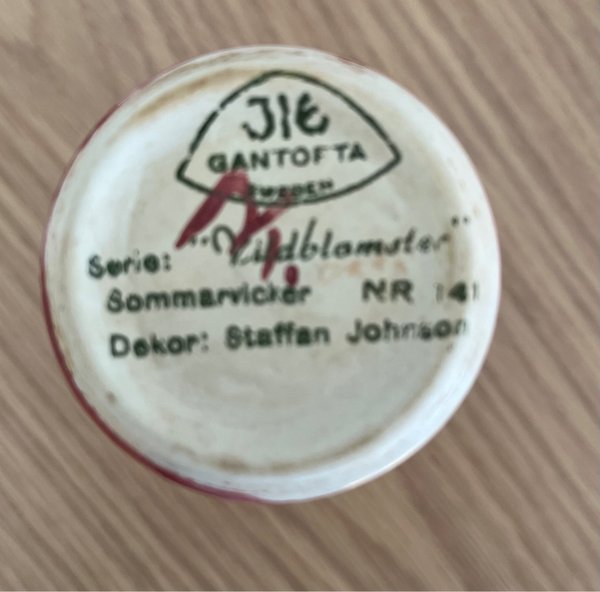 JIE
GANTOFTA
SWEDEN
Serie: "Vildblomster"
Sommarvicker NR 141
Dekor: Staffan Johnson